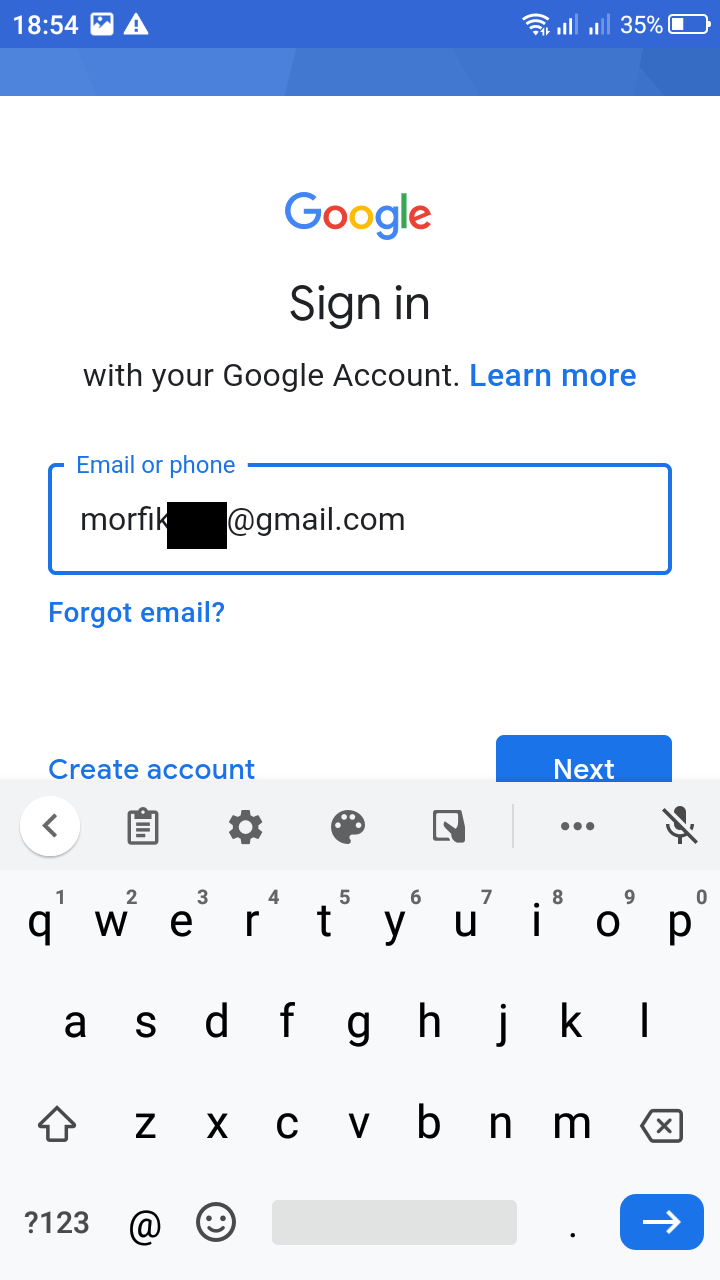 18:54 35%
Google
Sign in
with your Google Account. Learn more
Email or phone
morfik @gmail.com
Forgot email?
Create account Next
q 1 w 2 e 3 r 4 t 5 y 6 u 7 i 8 o 9 p 0
a s d f g h j k l
z x c v b n m
?123 @ .